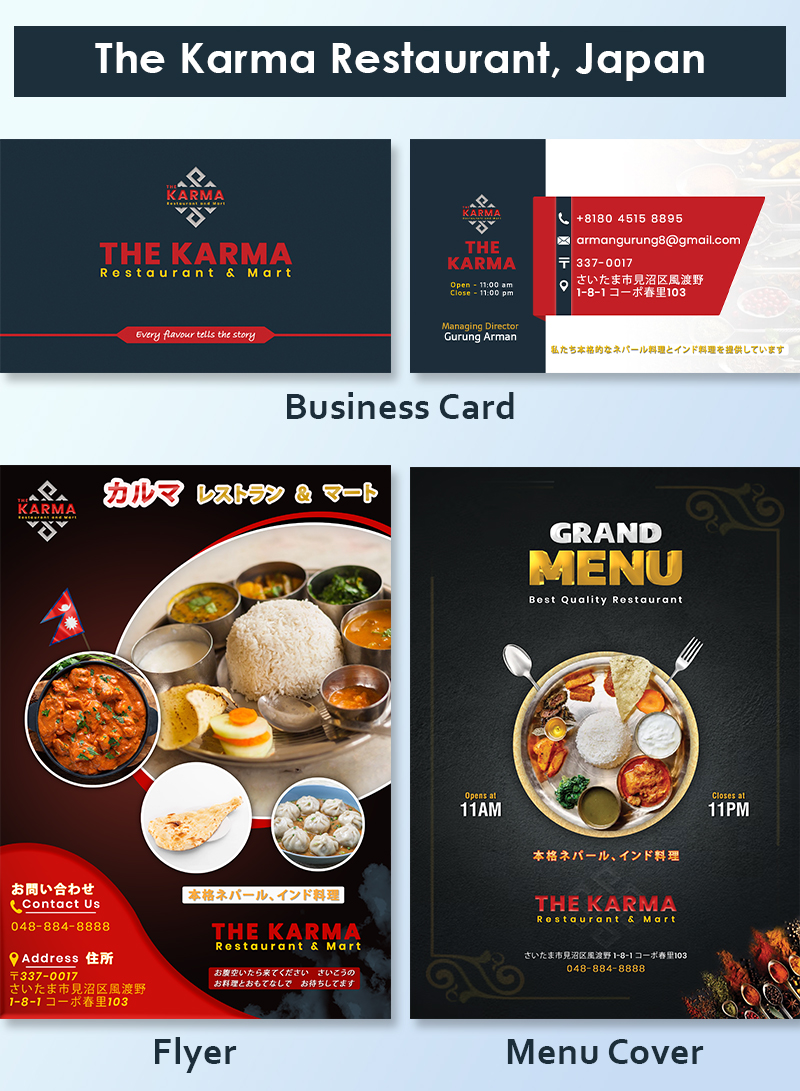 The Karma Restaurant, Japan
THE
KARMA
Restaurant and Mart
THE KARMA
Restaurant & Mart
Every flavour tells the story
THE
KARMA
Restaurant and Mart
THE
KARMA
Open - 11:00 am
Close - 11:00 pm
Managing Director
Gurung Arman
+8180 4515 8895
armangurung8@gmail.com
〒 337-0017
さいたま市見沼区風渡野
1-8-1 コーポ春里103
私たち本格的なネパール料理とインド料理を提供しています
Business Card
THE
KARMA
Restaurant and Mart
カルマ レストラン & マート
本格ネパール、インド料理
THE KARMA
Restaurant & Mart
お腹空いたら来てください さいこうの
お料理とおもてなしで お待ちしてます
お問い合わせ
Contact Us
048-884-8888
Address 住所
〒337-0017
さいたま市見沼区風渡野
1-8-1 コーポ春里103
Flyer
GRAND
MENU
Best Quality Restaurant
Opens at
11AM
Closes at
11PM
本格ネパール、インド料理
THE KARMA
Restaurant & Mart
さいたま市見沼区風渡野 1-8-1 コーポ春里103
048-884-8888
Menu Cover